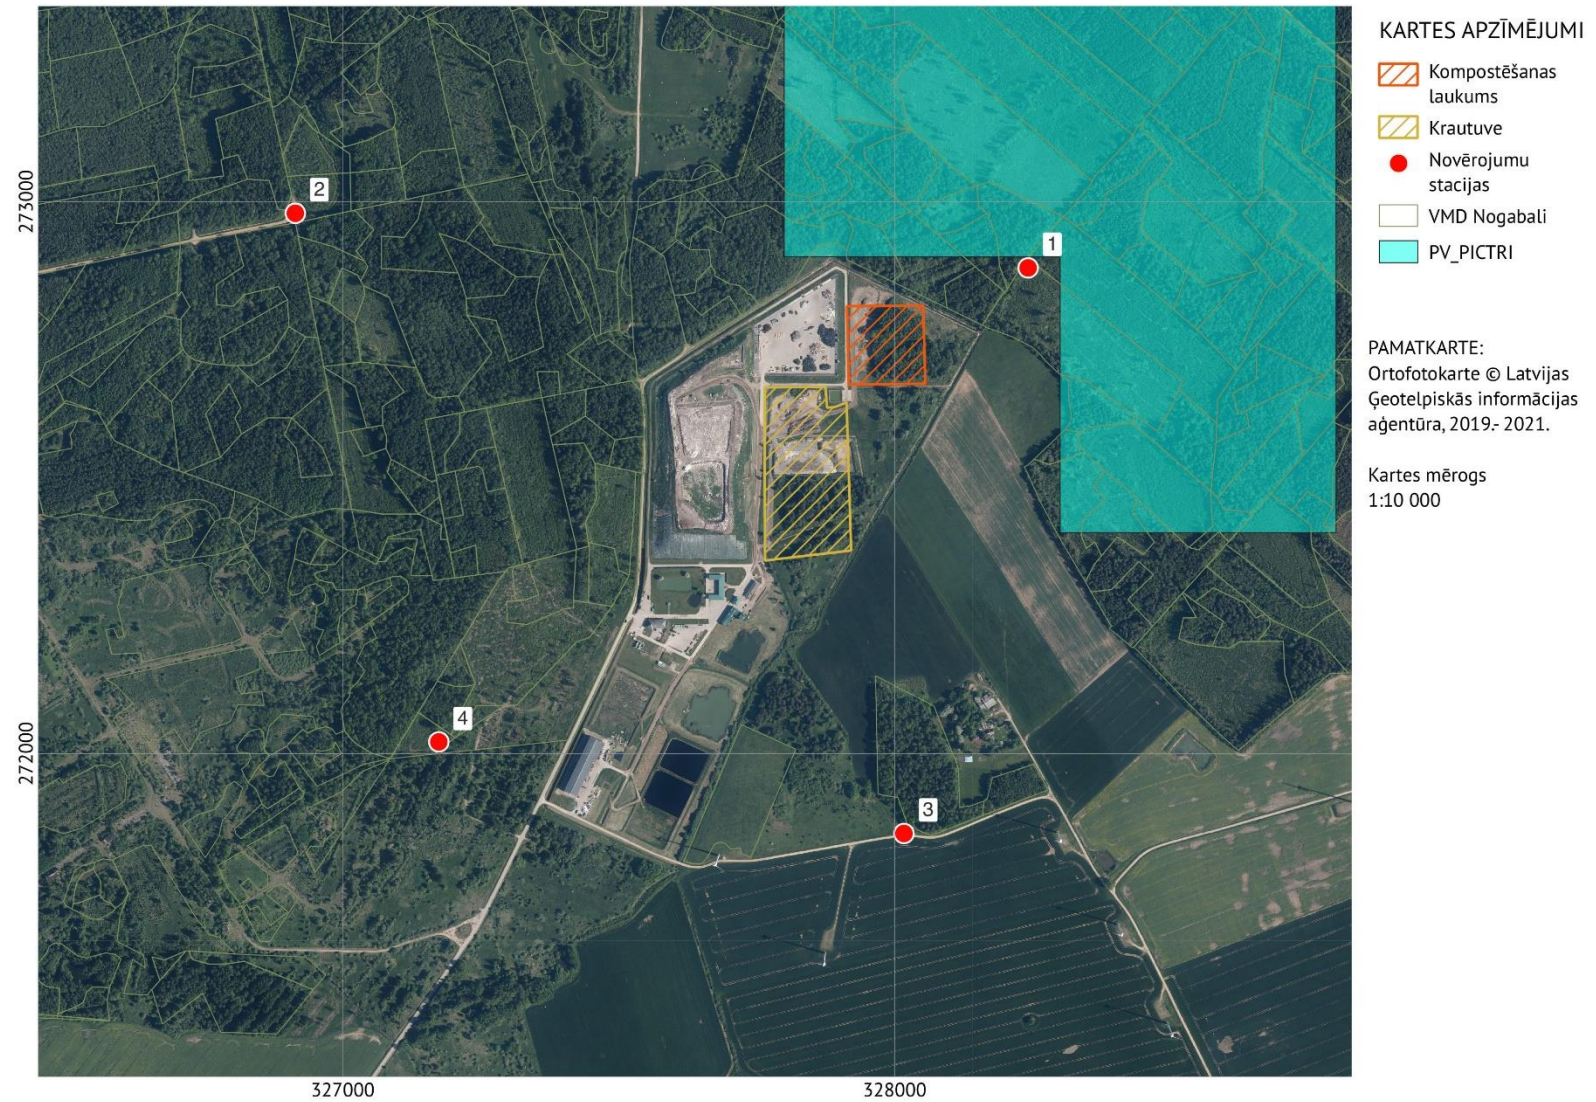 KARTES APZĪMĒJUMI
Kompostēšanas
laukums
Krautuve
Novērojumu
stacijas
VMD Nogabali
PV_PICTRI
PAMATKARTE:
Ortofotokarte © Latvijas
Ģeotelpiskās informācijas
aģentūra, 2019.- 2021.
Kartes mērogs
1:10 000
273000
272000
327000
328000
1
2
3
4